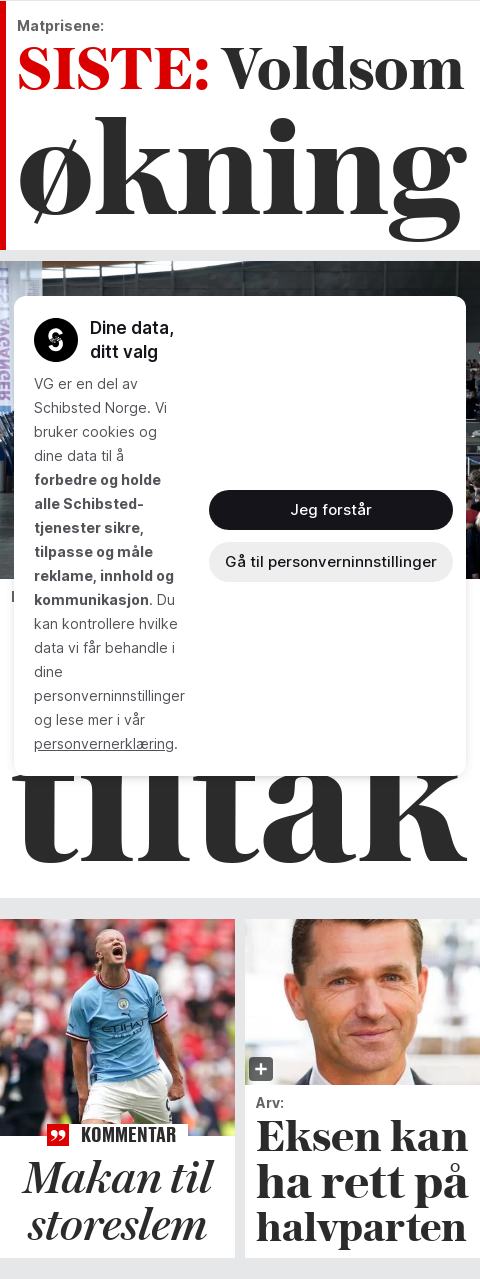 Matprisene:
SISTE: Voldsom
økning
Dine data,
ditt valg
VG er en del av
Schibsted Norge. Vi
bruker cookies og
dine data til å
forbedre og holde
alle Schibsted-
tjenester sikre,
tilpasse og måle
reklame, innhold og
kommunikasjon. Du
kan kontrollere hvilke
data vi får behandle i
dine
personverninnstillinger
og lese mer i vår
personvernerklæring.
Jeg forstår
Gå til personverninnstillinger
tiltak
ETIHAD
KOMMENTAR
Makan til
storeslem
Arv:
Eksen kan
ha rett på
halvparten